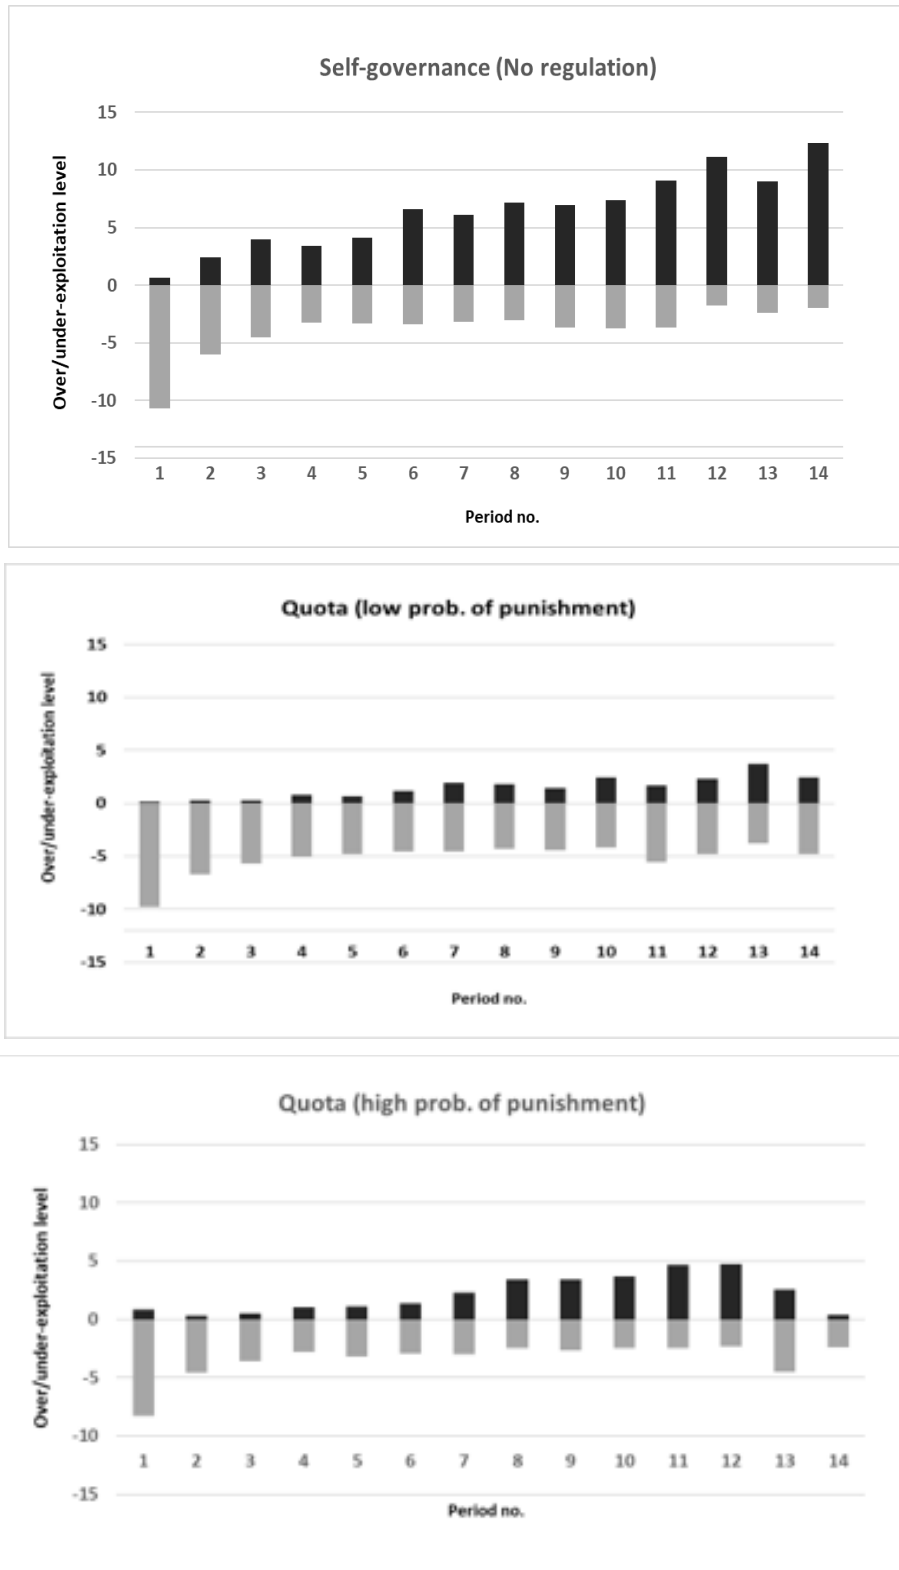 Self-governance (No regulation)
15
10
5
0
-5
-10
-15
Over/under-exploitation level
1 2 3 4 5 6 7 8 9 10 11 12 13 14
Period no.
Quota (low prob. of punishment)
15
10
5
0
-5
-10
-15
Over/under-exploitation level
1 2 3 4 5 6 7 8 9 10 11 12 13 14
Period no.
Quota (high prob. of punishment)
15
10
5
0
-5
-10
-15
Over/under-exploitation level
1 2 3 4 5 6 7 8 9 10 11 12 13 14
Period no.